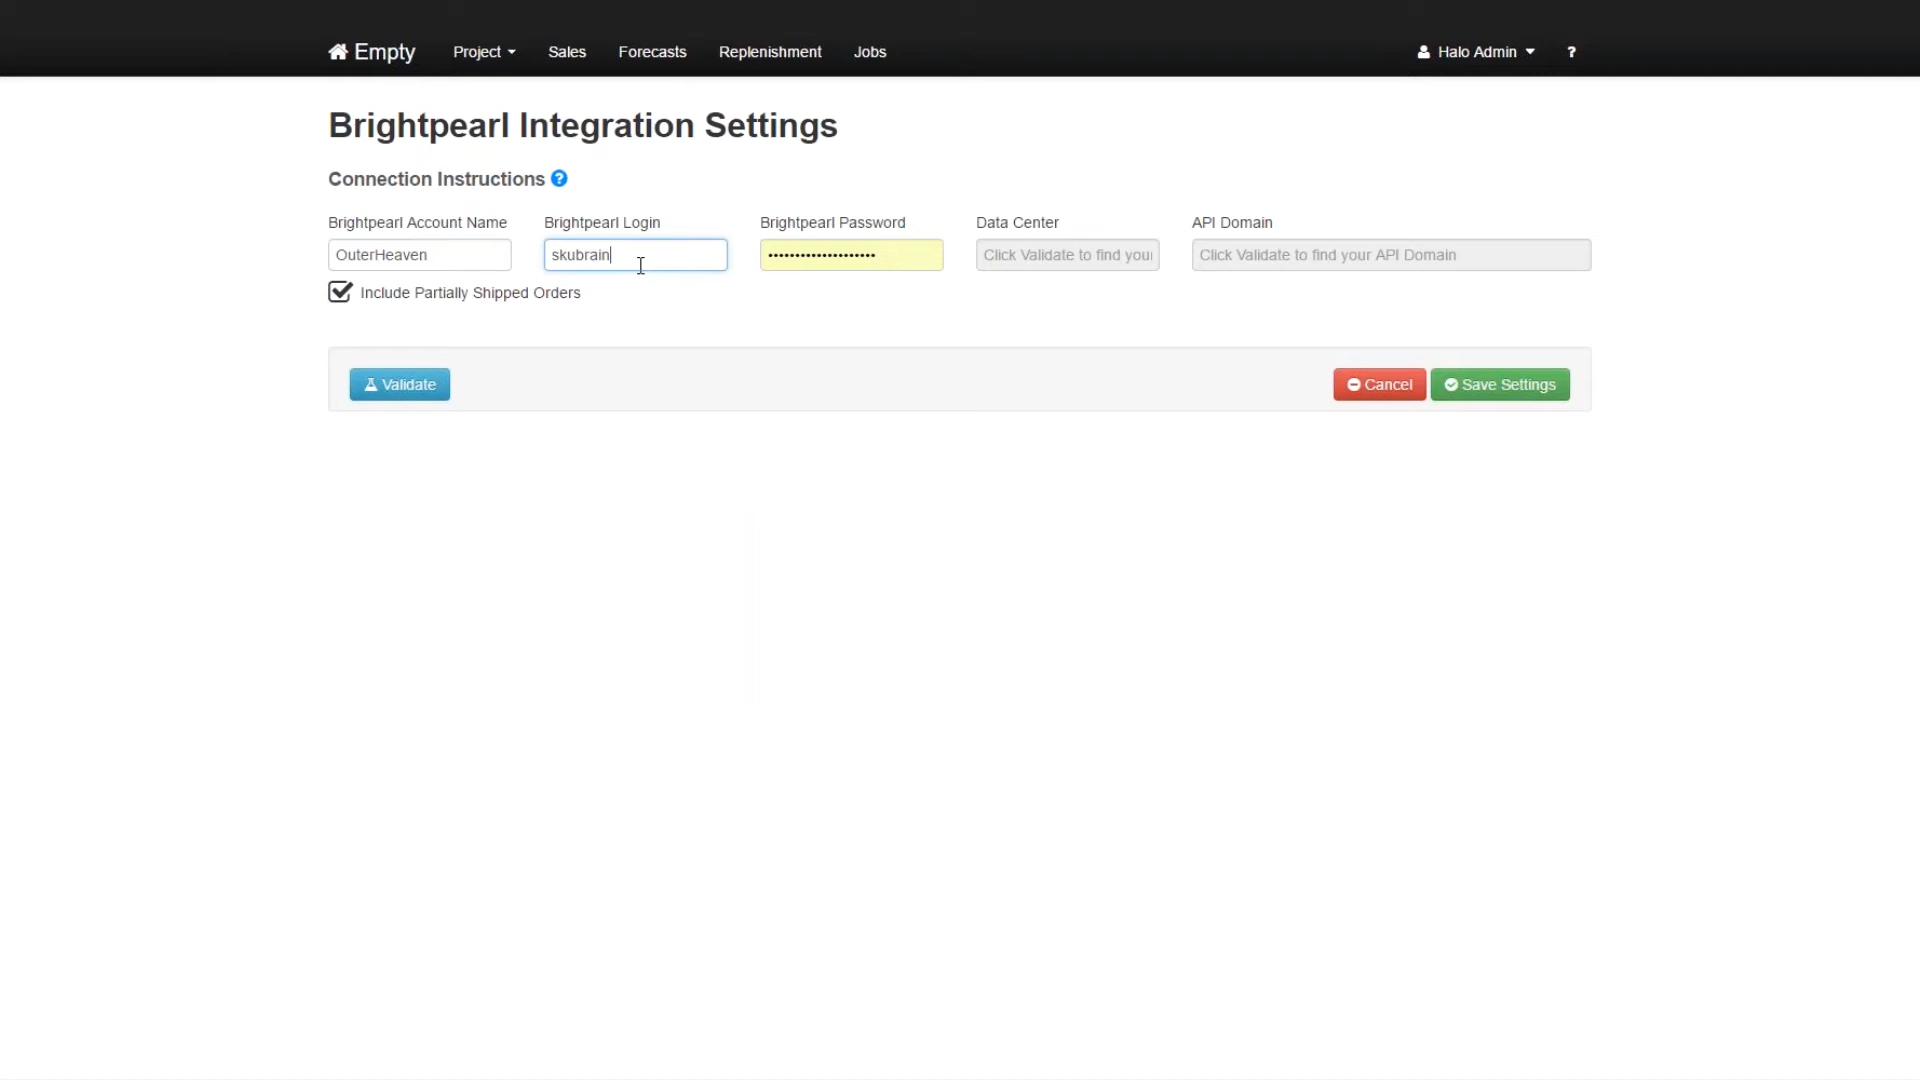 Empty Project Sales Forecasts Replenishment Jobs Halo Admin ?
Brightpearl Integration Settings
Connection Instructions ?
Brightpearl Account Name Brightpearl Login Brightpearl Password Data Center API Domain
OuterHeaven skubrain •••••••••••••••••••• Click Validate to find your Click Validate to find your API Domain
Include Partially Shipped Orders
Validate Cancel Save Settings